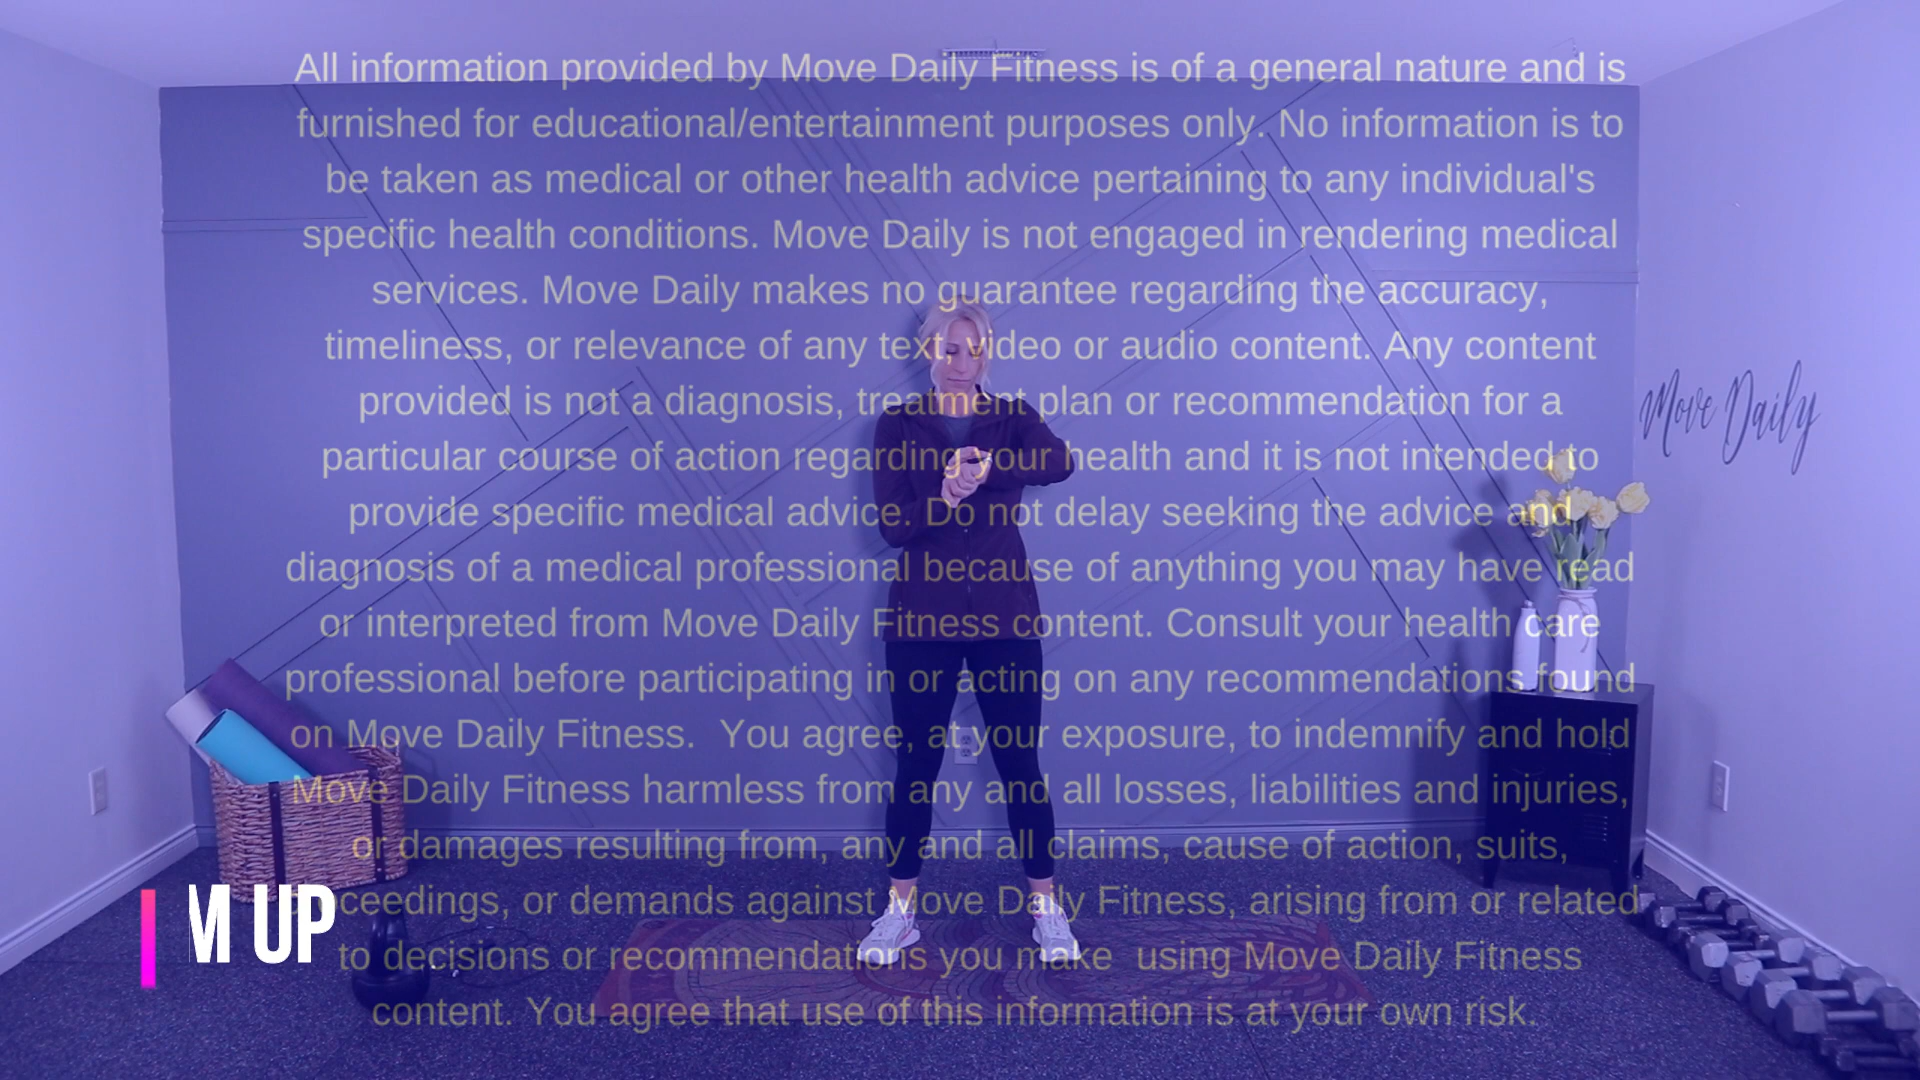 All information provided by Move Daily Fitness is of a general nature and is
furnished for educational/entertainment purposes only. No information is to
be taken as medical or other health advice pertaining to any individual's
specific health conditions. Move Daily is not engaged in rendering medical
services. Move Daily makes no guarantee regarding the accuracy,
timeliness, or relevance of any text, video or audio content. Any content
provided is not a diagnosis, treatment plan or recommendation for a
particular course of action regarding your health and it is not intended to
provide specific medical advice. Do not delay seeking the advice and
diagnosis of a medical professional because of anything you may have read
or interpreted from Move Daily Fitness content. Consult your health care
professional before participating in or acting on any recommendations found
on Move Daily Fitness.  You agree, at your exposure, to indemnify and hold
Move Daily Fitness harmless from any and all losses, liabilities and injuries,
or damages resulting from, any and all claims, cause of action, suits,
ceedings, or demands against Move Daily Fitness, arising from or related
to decisions or recommendations you make  using Move Daily Fitness
content. You agree that use of this information is at your own risk.
Move Daily
M UP